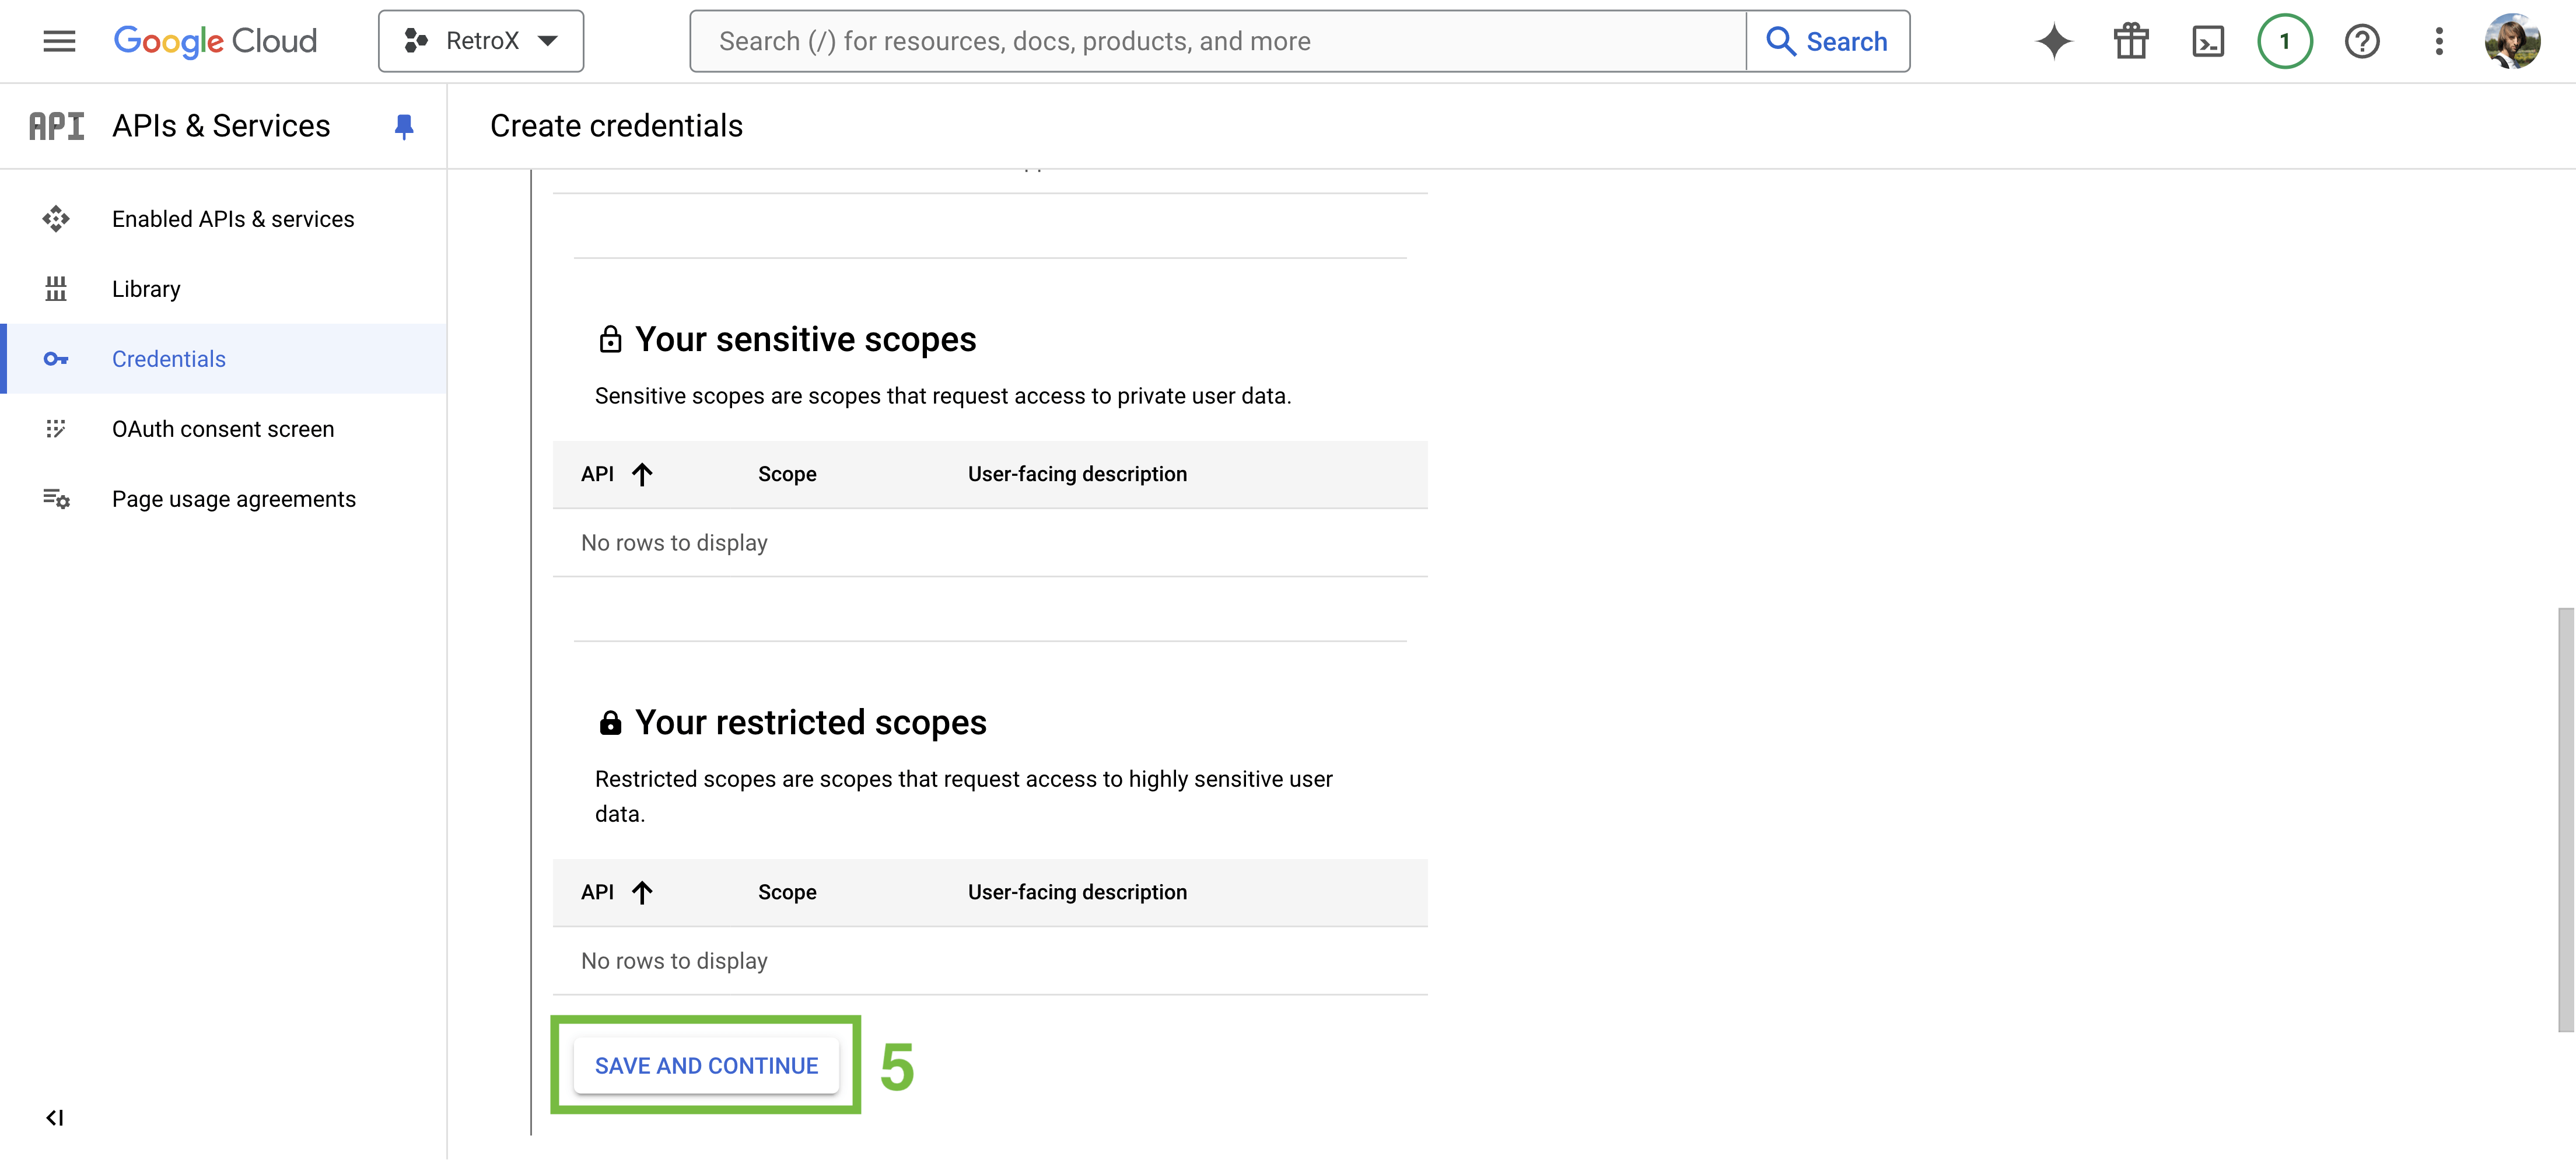 Google Cloud
RetroX
Search (/) for resources, docs, products, and more
Search
1
API
APIs & Services
Create credentials
Enabled APIs & services
Library
Credentials
OAuth consent screen
Page usage agreements
Your sensitive scopes
Sensitive scopes are scopes that request access to private user data.
API Scope User-facing description
No rows to display
Your restricted scopes
Restricted scopes are scopes that request access to highly sensitive user
data.
API Scope User-facing description
No rows to display
SAVE AND CONTINUE
5